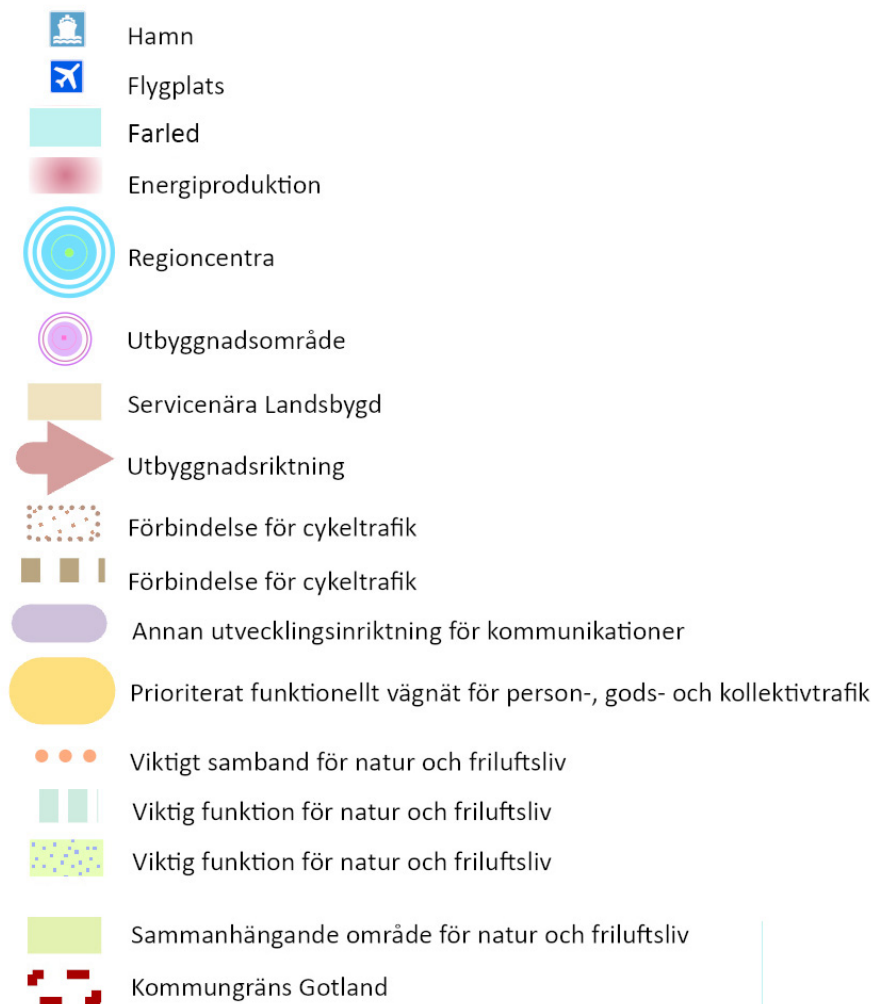 Hamn
Flygplats
Farled
Energiproduktion
Regioncentra
Utbyggnadsområde
Servicenära Landsbygd
Utbyggnadsriktning
Förbindelse för cykeltrafik
Förbindelse för cykeltrafik
Annan utvecklingsinriktning för kommunikationer
Prioriterat funktionellt vägnät för person-, gods- och kollektivtrafik
Viktigt samband för natur och friluftsliv
Viktig funktion för natur och friluftsliv
Viktig funktion för natur och friluftsliv
Sammanhängande område för natur och friluftsliv
Kommungräns Gotland